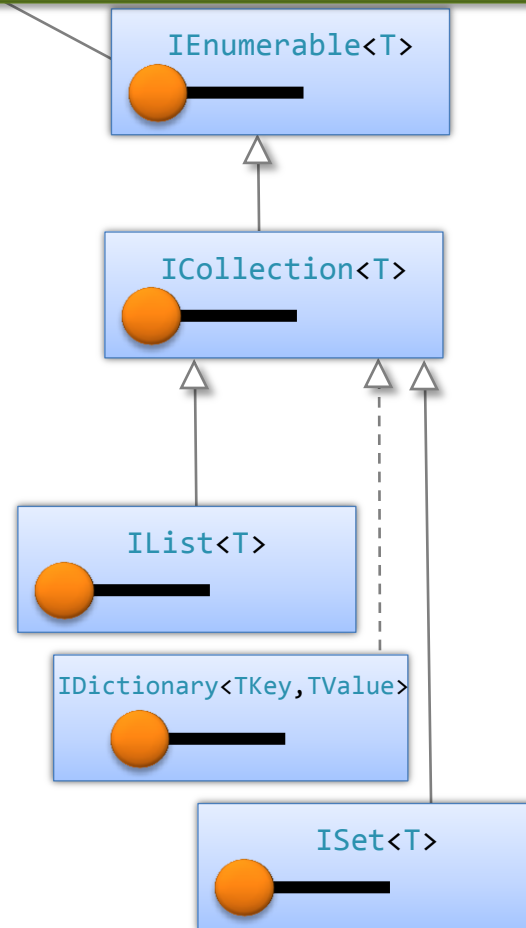 IEnumerable<T>
ICollection<T>
IList<T>
IDictionary<TKey,TValue>
ISet<T>